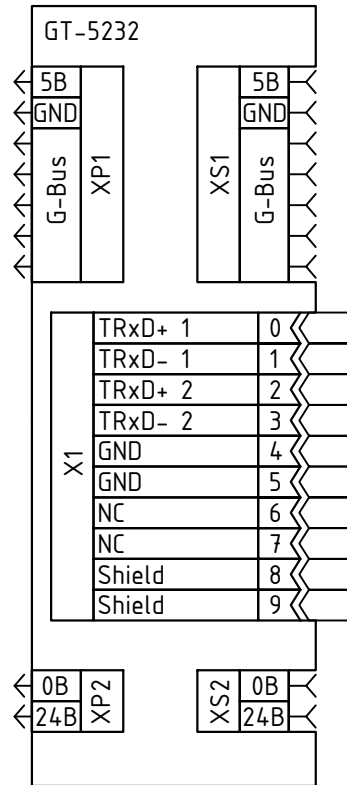 GT-5232
5В
GND
G-Bus
XP1
XS1
5В
GND
G-Bus
X1
TRxD+ 1 0
TRxD- 1 1
TRxD+ 2 2
TRxD- 2 3
GND 4
GND 5
NC 6
NC 7
Shield 8
Shield 9
0В
24В
XP2
XS2
0В
24В